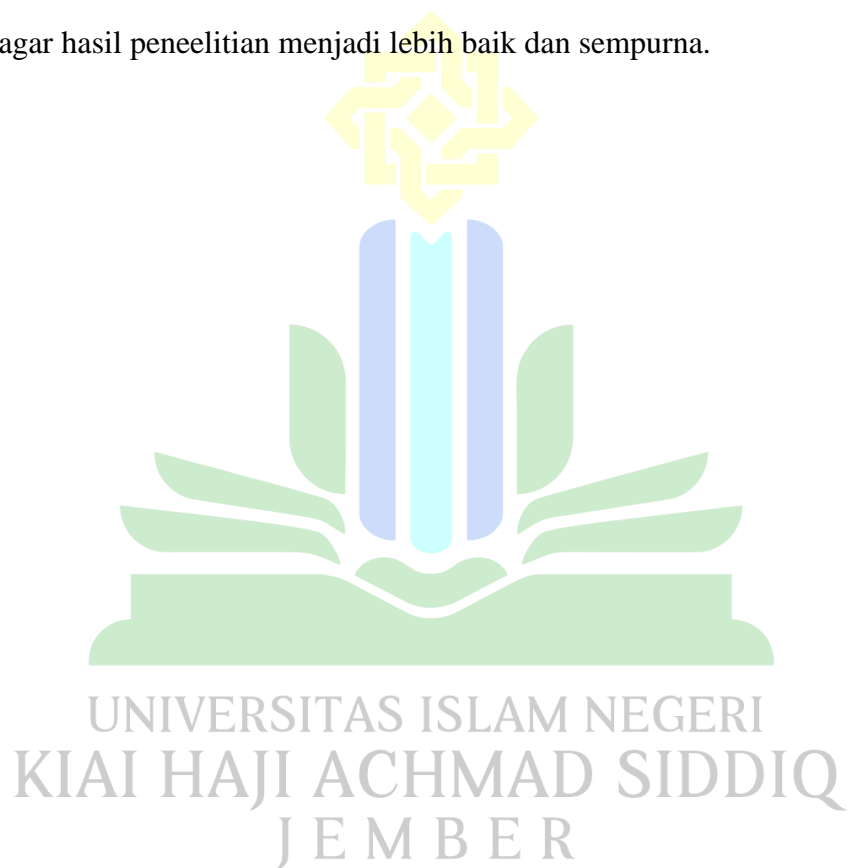 agar hasil peneelitian menjadi lebih baik dan sempurna.
UNIVERSITAS ISLAM NEGERI
KIAI HAJI ACHMAD SIDDIQ
JEMBER